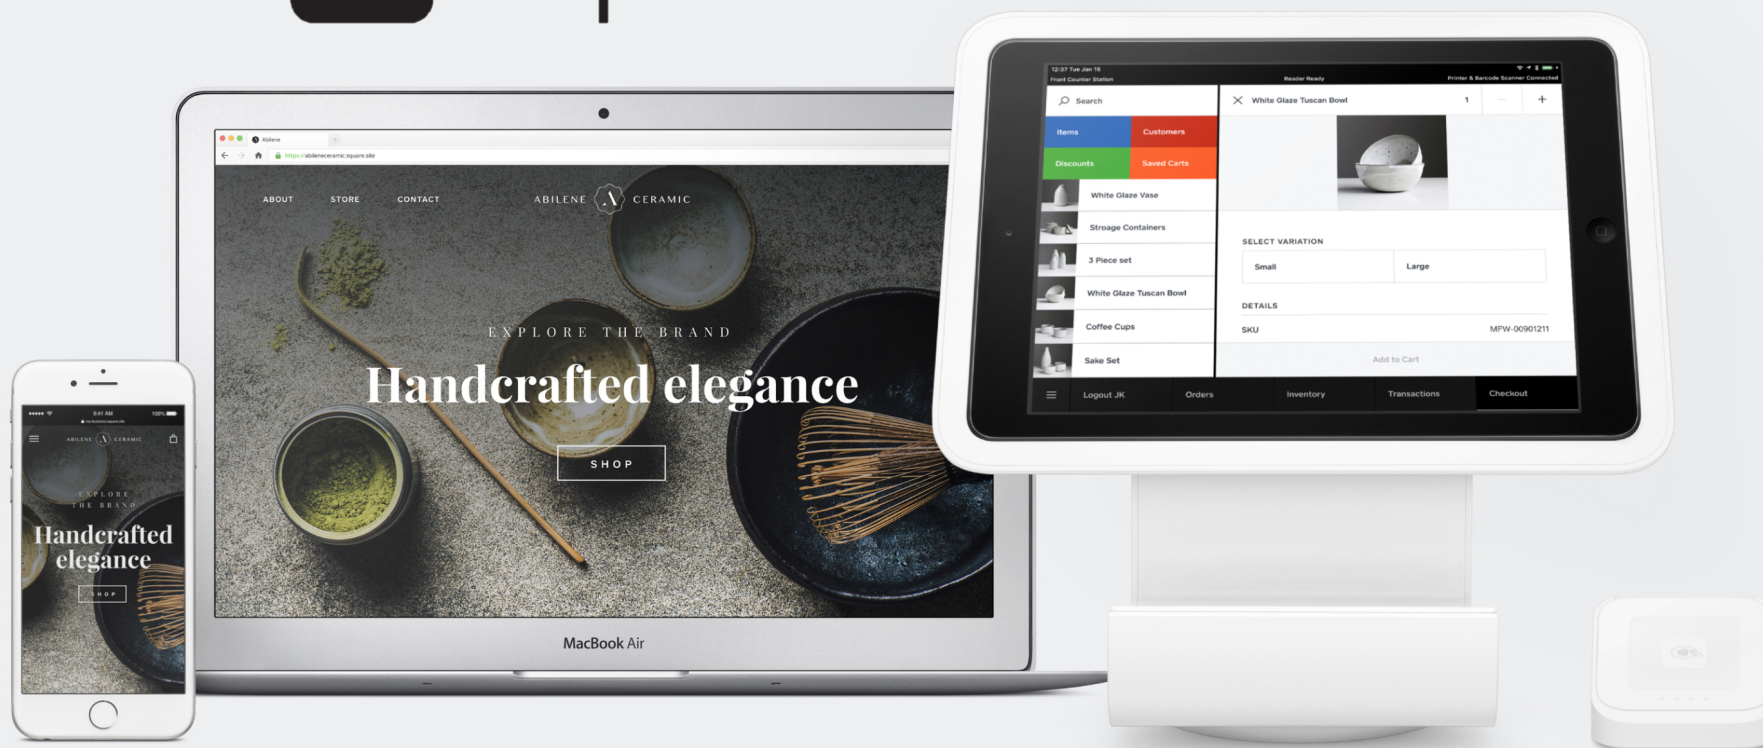 Abilene
https://abileneceramic.square.site
ABOUT
STORE
CONTACT
ABILENE A CERAMIC
EXPLORE THE BRAND
Handcrafted elegance
SHOP
MacBook Air
9:41 AM
100%
my-business.square.site
ABILENE A CERAMIC
EXPLORE
THE BRAND
Handcrafted
elegance
SHOP
12:37 Tue Jan 15
Front Counter Station
Reader Ready
Printer & Barcode Scanner Connected
Search
Items
Customers
Discounts
Saved Carts
White Glaze Vase
Stroage Containers
3 Piece set
White Glaze Tuscan Bowl
Coffee Cups
Sake Set
White Glaze Tuscan Bowl
1
SELECT VARIATION
Small
Large
DETAILS
SKU
MFW-00901211
Add to Cart
Logout JK
Orders
Inventory
Transactions
Checkout